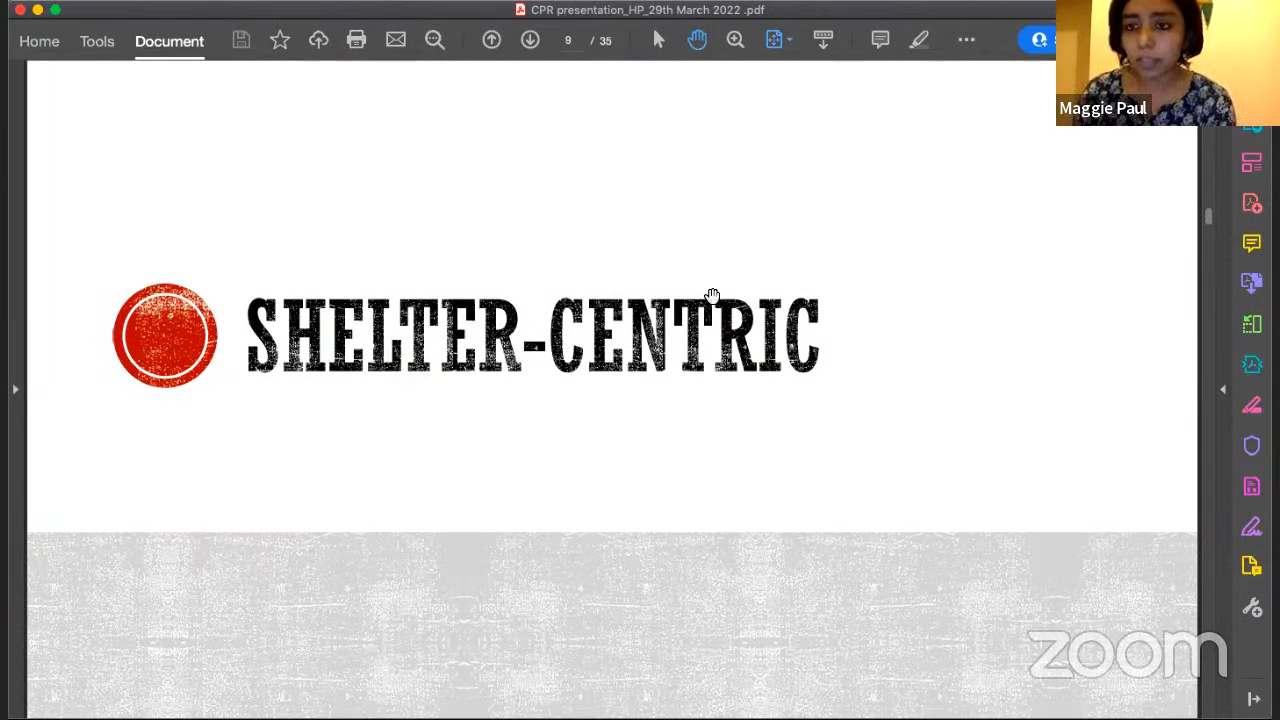 CPR presentation_HP_29th March 2022 .pdf
Home Tools Document 9 / 35
Maggie Paul
SHELTER-CENTRIC
zoom